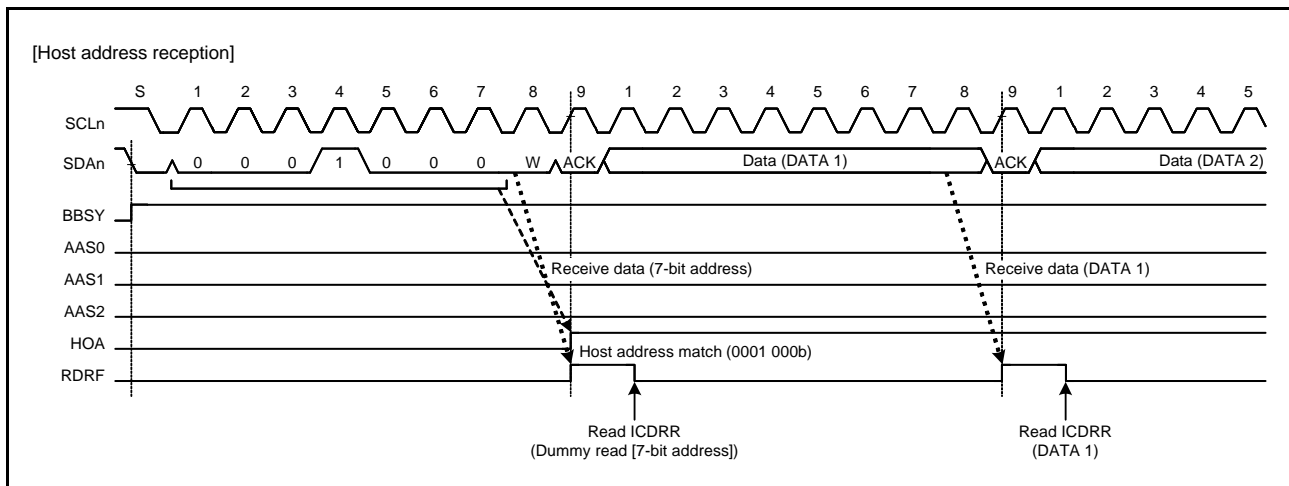 [Host address reception]
S 1 2 3 4 5 6 7 8 9 1 2 3 4 5 6 7 8 9 1 2 3 4 5
SCLn
SDAn 0 0 0 1 0 0 0 W ACK Data (DATA 1) ACK Data (DATA 2)
BBSY
AAS0
AAS1 Receive data (7-bit address) Receive data (DATA 1)
AAS2
HOA
Host address match (0001 000b)
RDRF
Read ICDRR Read ICDRR
(Dummy read [7-bit address]) (DATA 1)